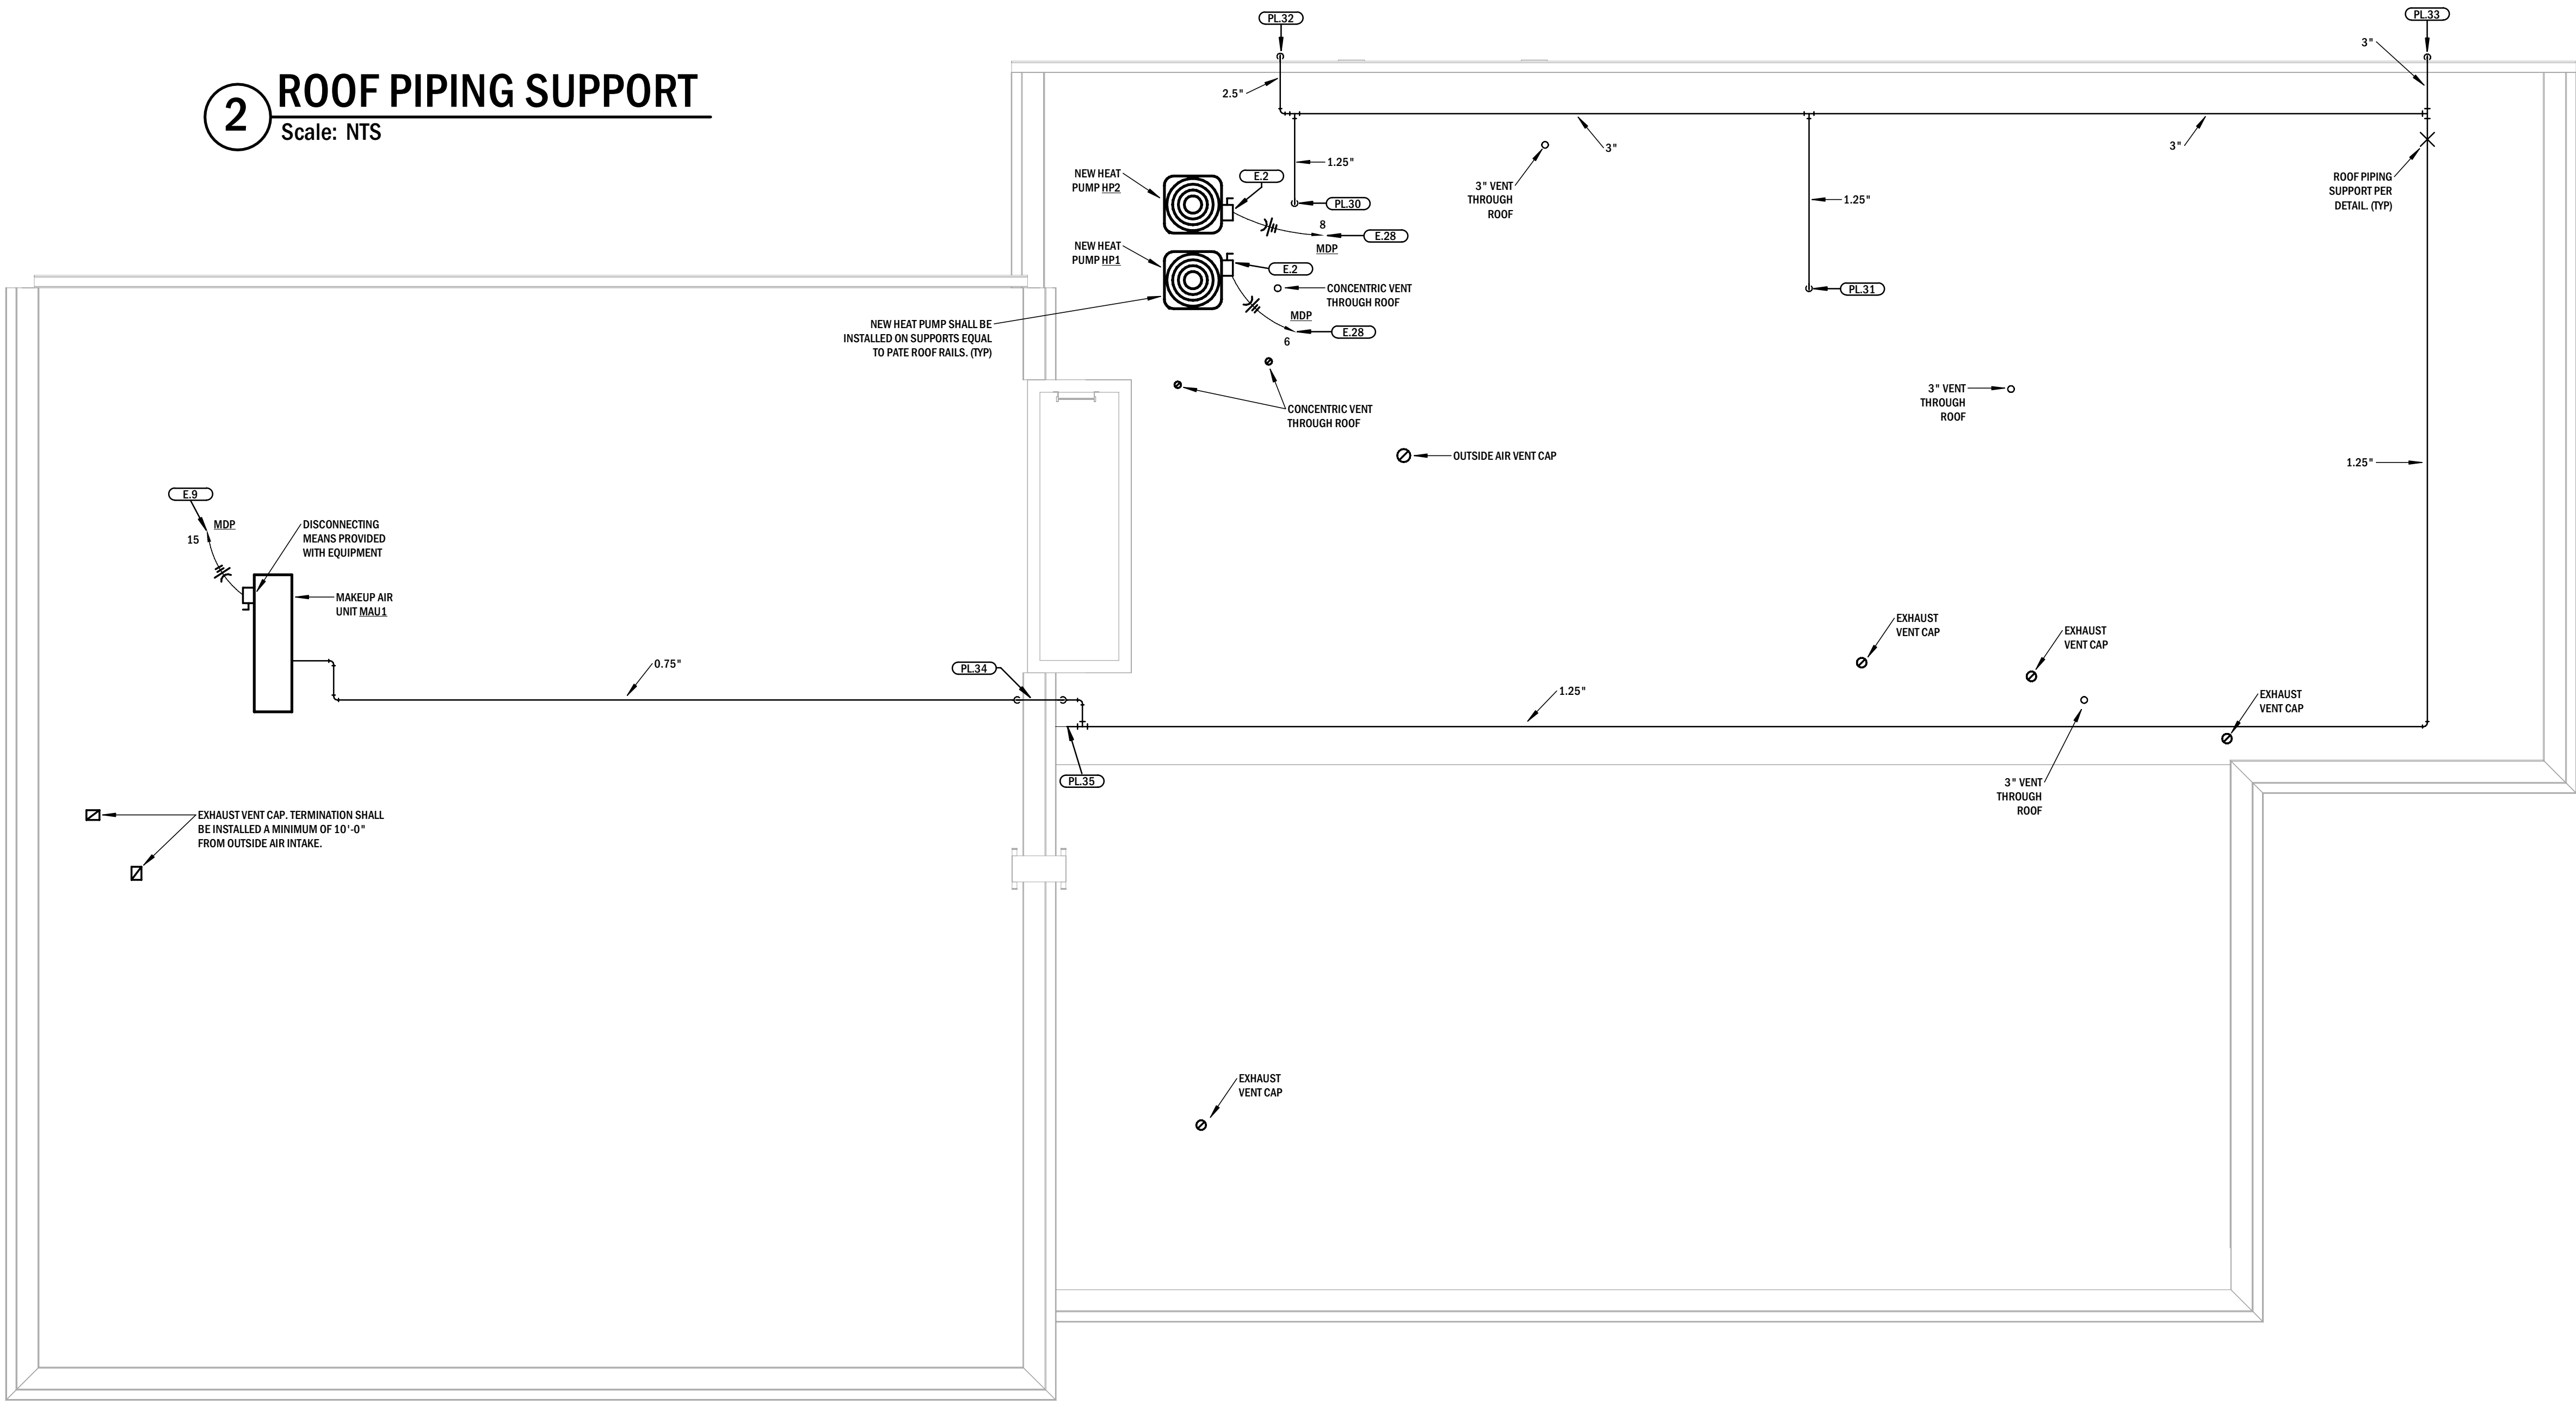 2
ROOF PIPING SUPPORT
Scale: NTS
PL.32
PL.33
3"
2.5"
3"
3"
1.25"
NEW HEAT
PUMP HP2
E.2
PL.30
8
E.28
MDP
3" VENT
THROUGH
ROOF
1.25"
ROOF PIPING
SUPPORT PER
DETAIL. (TYP)
NEW HEAT
PUMP HP1
E.2
CONCENTRIC VENT
THROUGH ROOF
PL.31
MDP
E.28
6
NEW HEAT PUMP SHALL BE
INSTALLED ON SUPPORTS EQUAL
TO PATE ROOF RAILS. (TYP)
CONCENTRIC VENT
THROUGH ROOF
3" VENT
THROUGH
ROOF
OUTSIDE AIR VENT CAP
1.25"
E.9
MDP
15
DISCONNECTING
MEANS PROVIDED
WITH EQUIPMENT
MAKEUP AIR
UNIT MAU1
0.75"
PL.34
1.25"
EXHAUST
VENT CAP
EXHAUST
VENT CAP
EXHAUST
VENT CAP
PL.35
3" VENT
THROUGH
ROOF
EXHAUST VENT CAP. TERMINATION SHALL
BE INSTALLED A MINIMUM OF 10'-0"
FROM OUTSIDE AIR INTAKE.
EXHAUST
VENT CAP